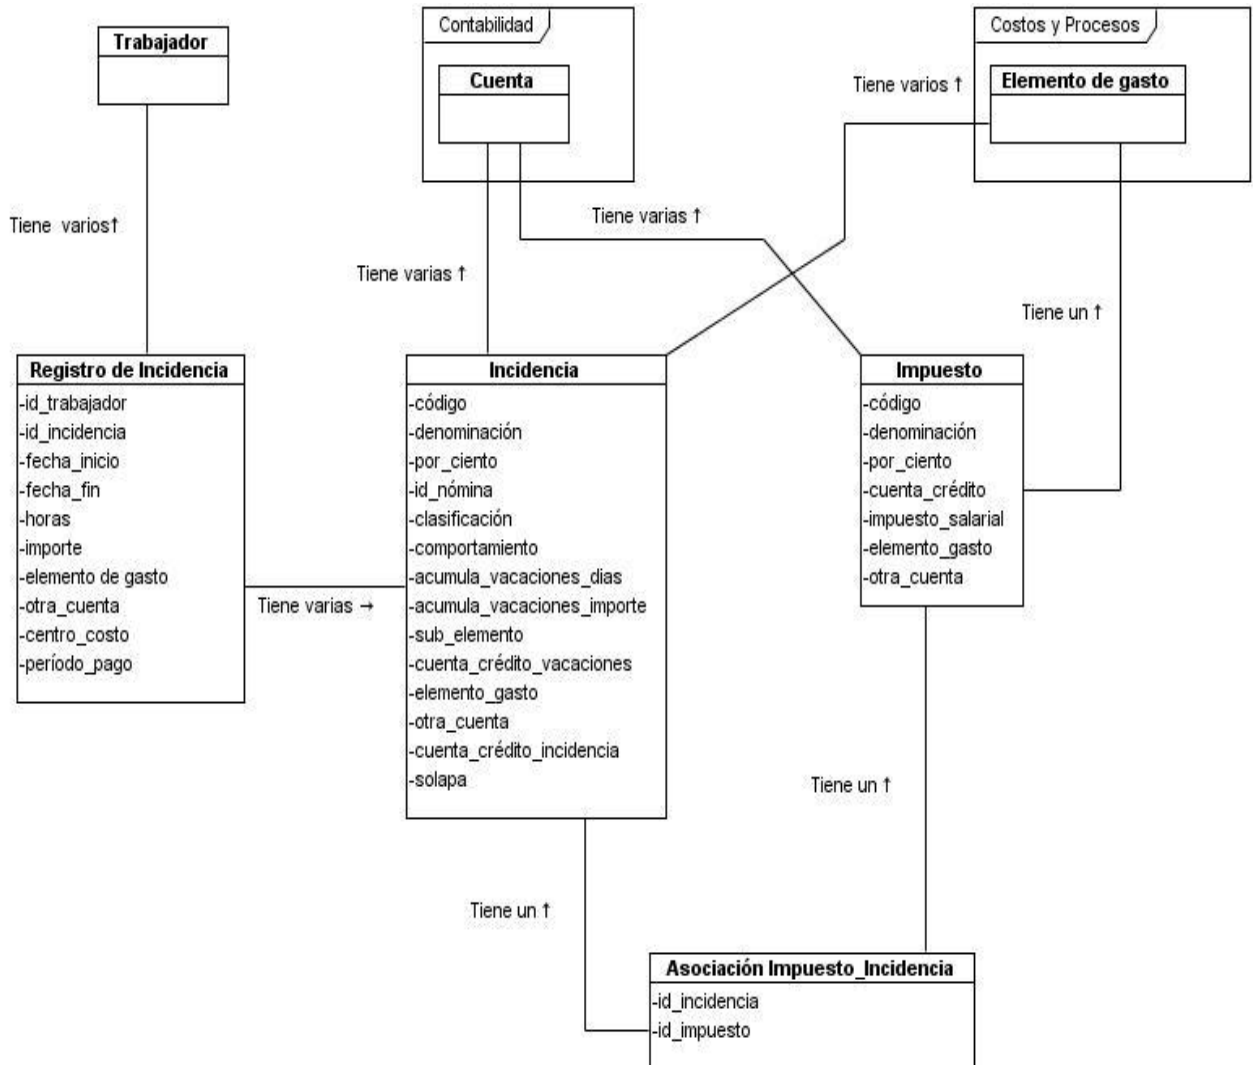 Trabajador
Contabilidad
Cuenta
Costos y Procesos
Elemento de gasto
Tiene varios ↑
Tiene varios↑
Tiene varias ↑
Tiene varias ↑
Tiene un ↑
Registro de Incidencia
-id_trabajador
-id_incidencia
-fecha_inicio
-fecha_fin
-horas
-importe
-elemento de gasto
-otra_cuenta
-centro_costo
-período_pago
Tiene varias →
Incidencia
-código
-denominación
-por_ciento
-id_nómina
-clasificación
-comportamiento
-acumula_vacaciones_dias
-acumula_vacaciones_importe
-sub_elemento
-cuenta_crédito_vacaciones
-elemento_gasto
-otra_cuenta
-cuenta_crédito_incidencia
-solapa
Impuesto
-código
-denominación
-por_ciento
-cuenta_crédito
-impuesto_salarial
-elemento_gasto
-otra_cuenta
Tiene un ↑
Tiene un ↑
Asociación Impuesto_Incidencia
-id_incidencia
-id_impuesto